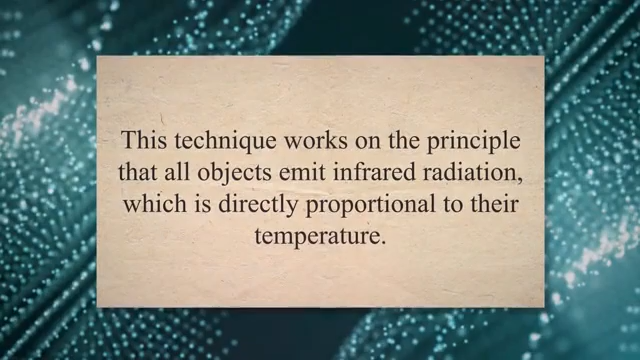 This technique works on the principle
that all objects emit infrared radiation,
which is directly proportional to their
temperature.